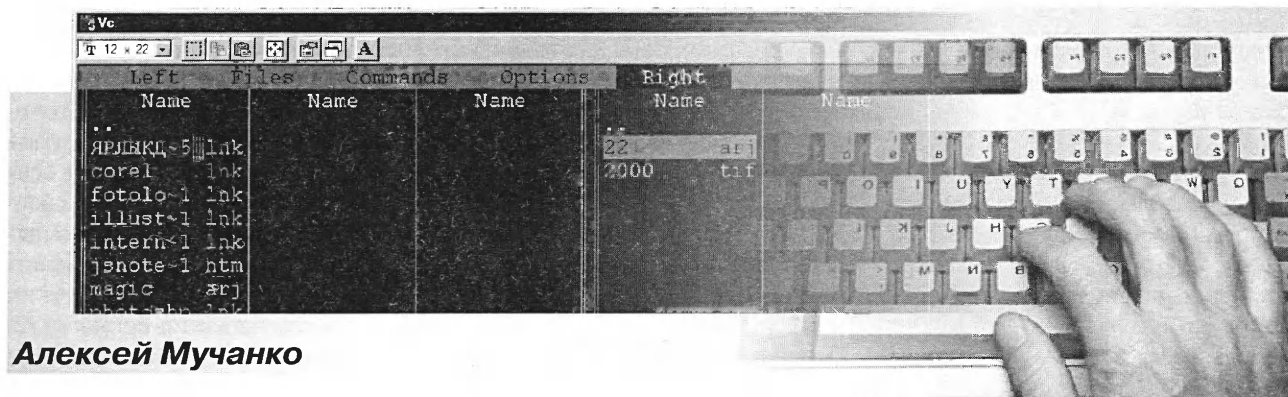 Vc
T 12 x 22 A
Left Files Commands Options Right
Name Name Name Name Name
..
ЯРЛЫКД~5 lnk
corel lnk
fotolo~1 lnk
illust~1 lnk
intern~1 lnk
jsnote~1 htm
magic arj
photoshp lnk
..
22 arj
2000 tif
Алексей Мучанко